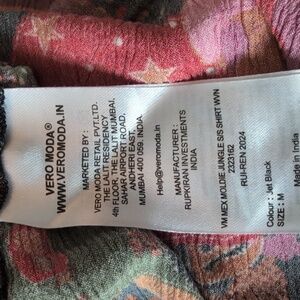 VERO MODA®
WWW.VEROMODA.IN
MARKETED BY:
VERO MODA RETAIL PVT.LTD.
THE LALIT RESIDENCY
4th FLOOR, THE LALIT MUMBAI,
SAHAR AIRPORT ROAD,
ANDHERI EAST,
MUMBAI 400 059. INDIA
Help@veromoda.in
MANUFACTURER:
RUPKIRAN INVESTMENTS
INDIA
VM MEX MOLDIE JUNGLE S/S SHIRT WVN
2323162
RUI-REN 2024
Colour : Jet Black
SIZE : M
Made in India